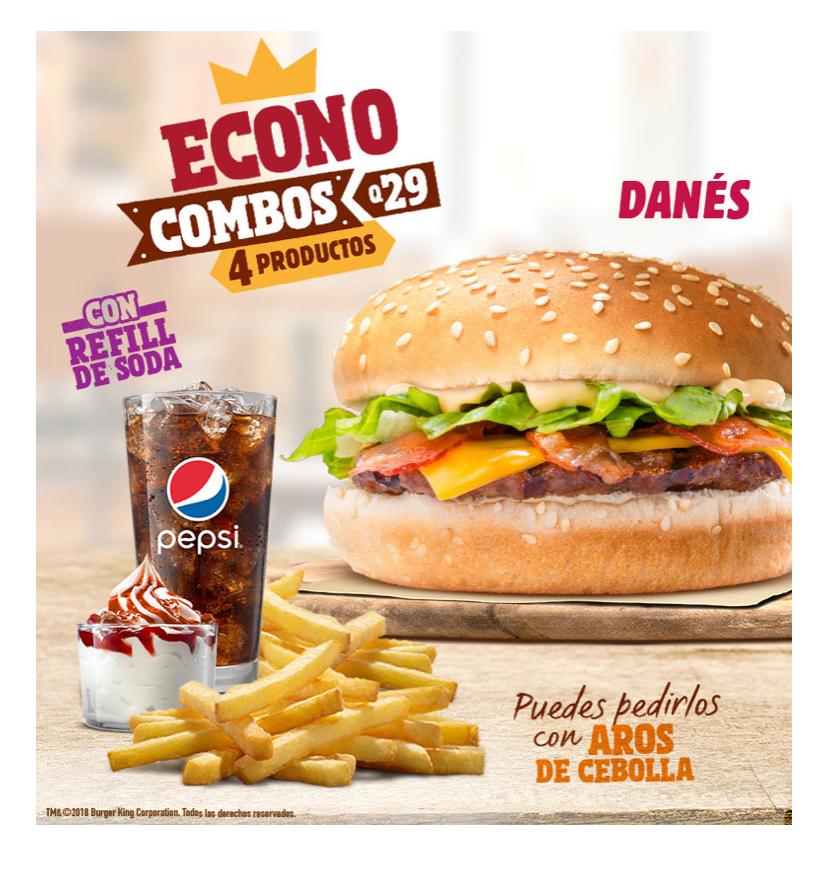 ECONO
COMBOS a29
4 PRODUCTOS
DANÉS
CON
REFILL
DE SODA
pepsi
Puedes pedirlos
con AROS
DE CEBOLLA
TM&©2018 Burger King Corporation. Todos los derechos reservados.